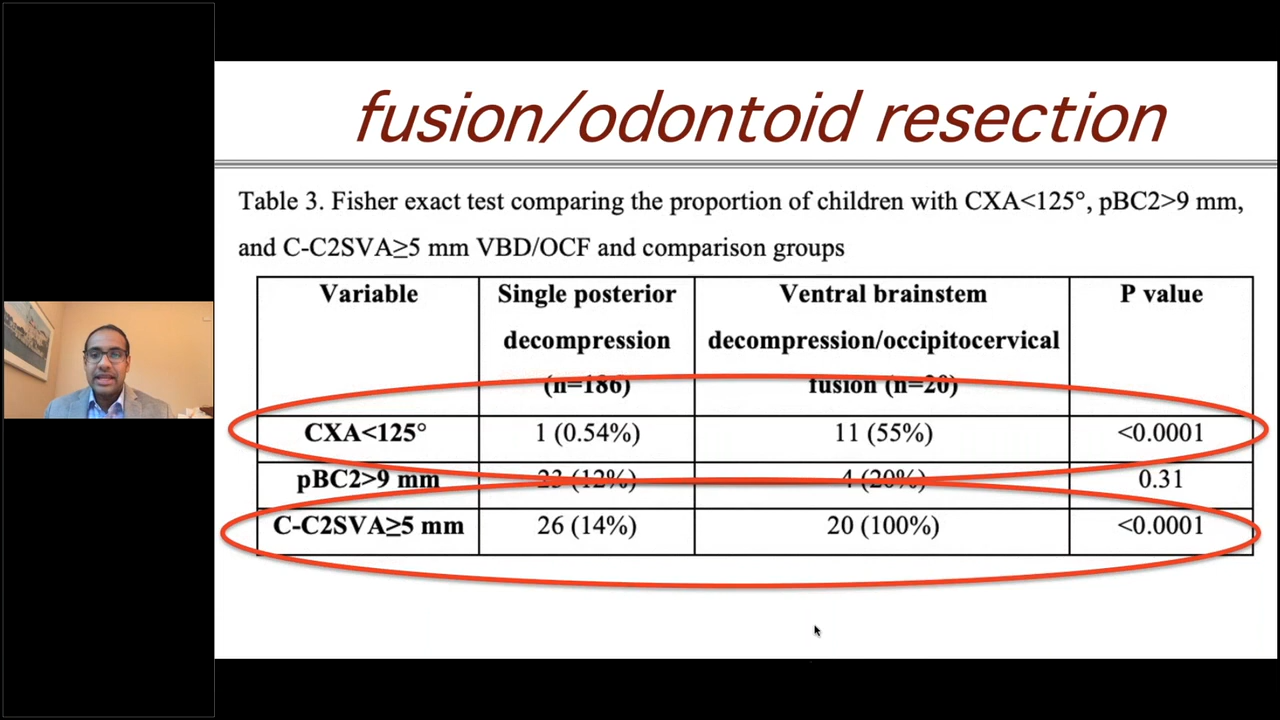 fusion/odontoid resection
Table 3. Fisher exact test comparing the proportion of children with CXA<125°, pBC2>9 mm,
and C-C2SVA≥5 mm VBD/OCF and comparison groups
Variable Single posterior Ventral brainstem P value
decompression decompression/occipitocervical
(n=186) fusion (n=20)
CXA<125° 1 (0.54%) 11 (55%) <0.0001
pBC2>9 mm 23 (12%) 4 (20%) 0.31
C-C2SVA≥5 mm 26 (14%) 20 (100%) <0.0001